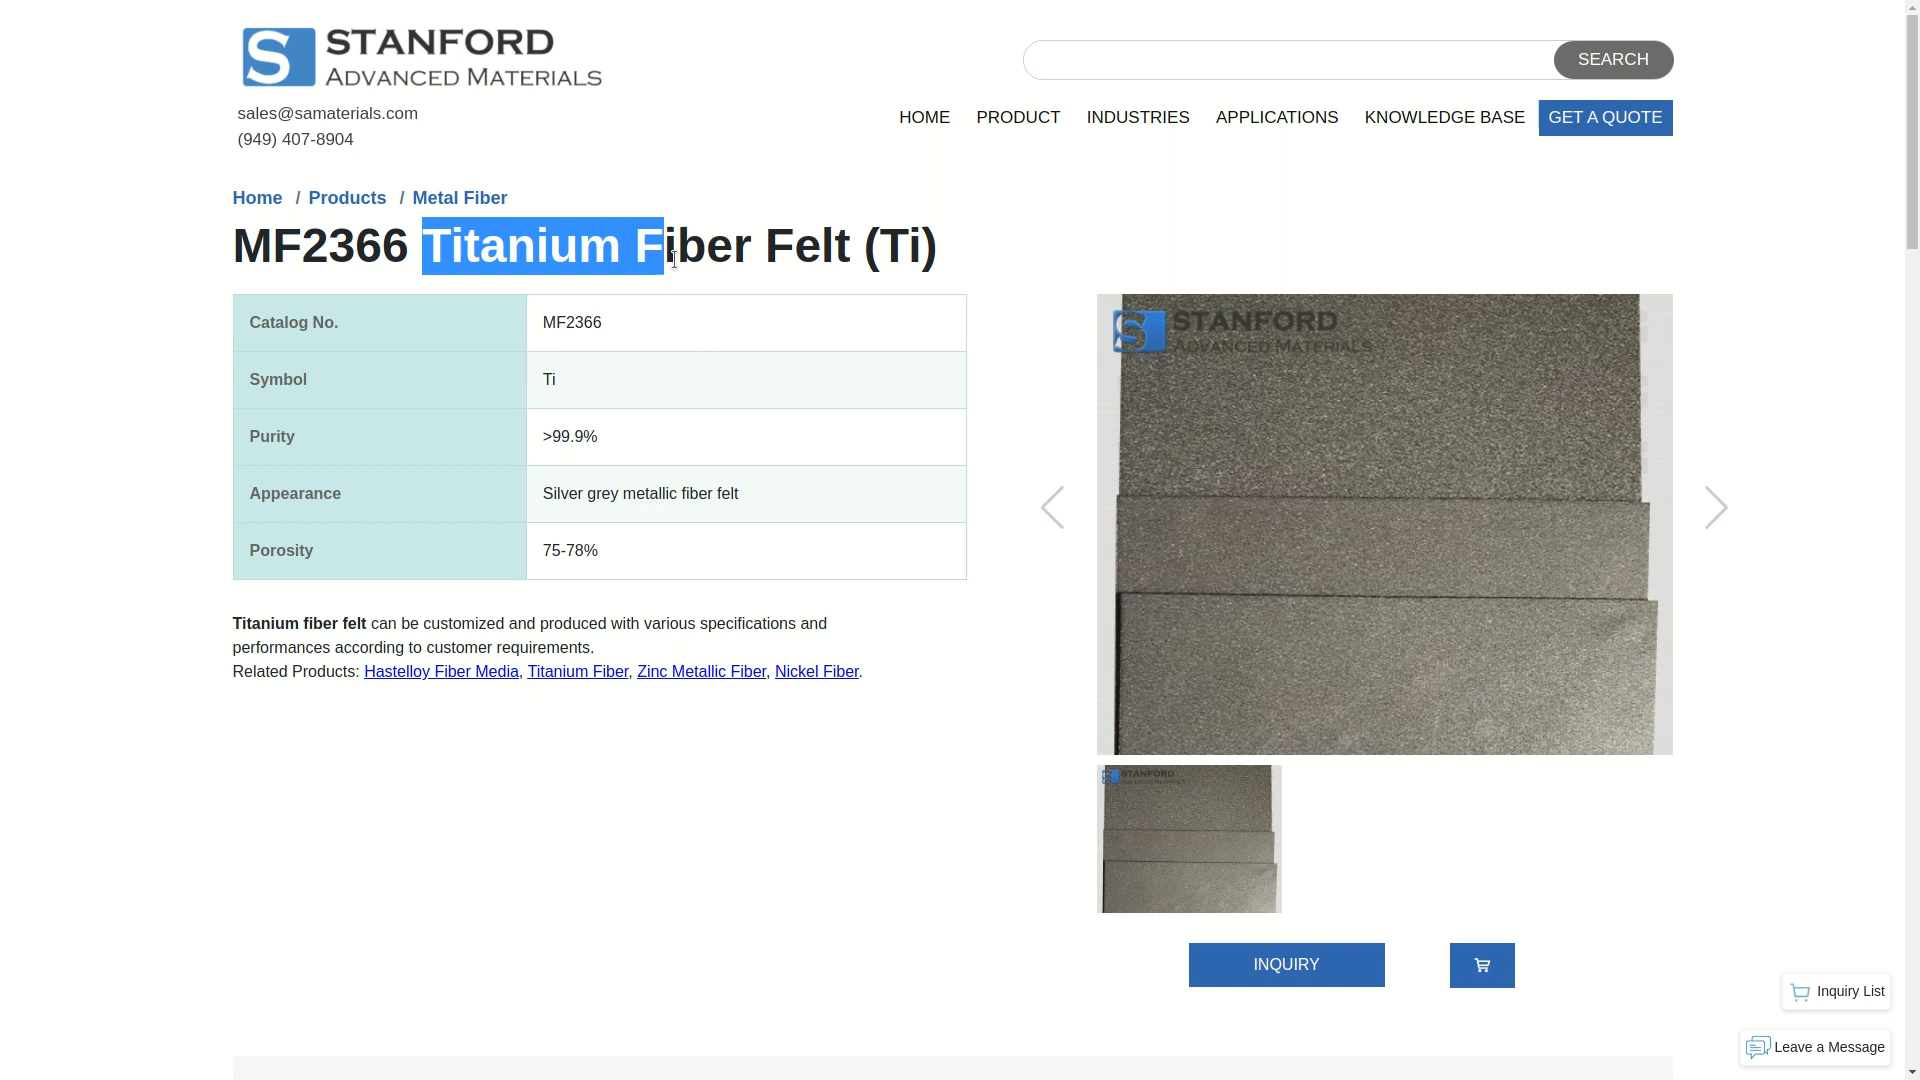 STANFORD
ADVANCED MATERIALS
SEARCH
sales@samaterials.com
(949) 407-8904
HOME PRODUCT INDUSTRIES APPLICATIONS KNOWLEDGE BASE GET A QUOTE
Home / Products / Metal Fiber
MF2366 Titanium Fiber Felt (Ti)
Catalog No. MF2366
Symbol Ti
Purity >99.9%
Appearance Silver grey metallic fiber felt
Porosity 75-78%
Titanium fiber felt can be customized and produced with various specifications and
performances according to customer requirements.
Related Products: Hastelloy Fiber Media, Titanium Fiber, Zinc Metallic Fiber, Nickel Fiber.
STANFORD
ADVANCED MATERIALS
STANFORD
INQUIRY
Inquiry List
Leave a Message